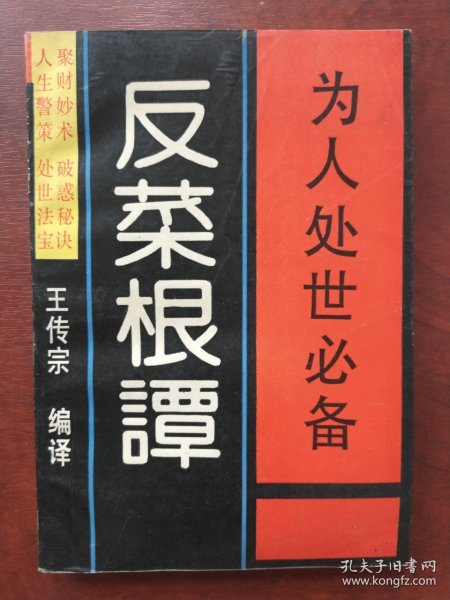 聚财妙术 破惑秘诀
人生警策 处世法宝
为人处世必备
反菜根譚
王传宗 编译
孔夫子旧书网
www.kongfz.com